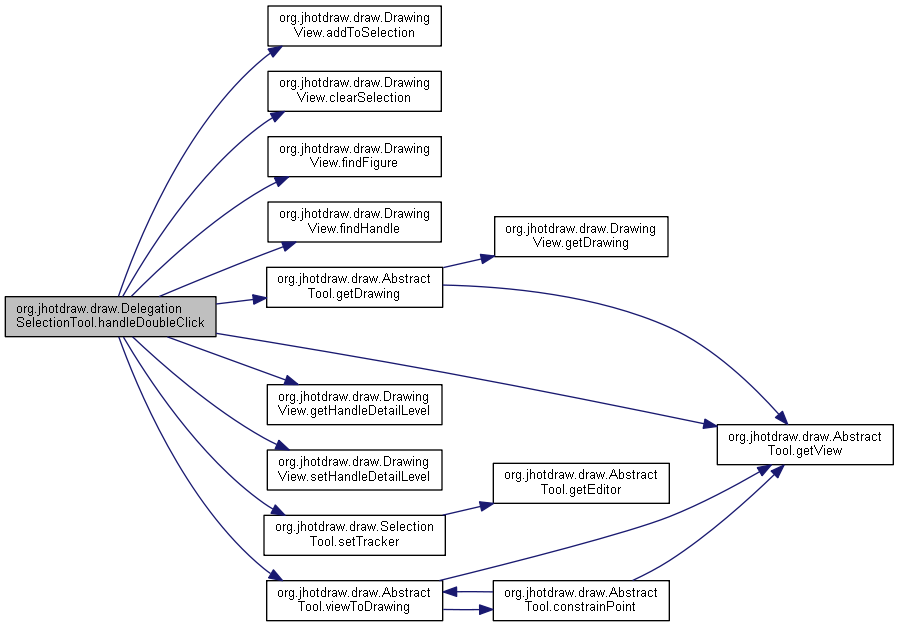 org.jhotdraw.draw.Drawing
View.addToSelection
org.jhotdraw.draw.Drawing
View.clearSelection
org.jhotdraw.draw.Drawing
View.findFigure
org.jhotdraw.draw.Drawing
View.findHandle
org.jhotdraw.draw.Drawing
View.getDrawing
org.jhotdraw.draw.Abstract
Tool.getDrawing
org.jhotdraw.draw.Delegation
SelectionTool.handleDoubleClick
org.jhotdraw.draw.Drawing
View.getHandleDetailLevel
org.jhotdraw.draw.Abstract
Tool.getView
org.jhotdraw.draw.Drawing
View.setHandleDetailLevel
org.jhotdraw.draw.Abstract
Tool.getEditor
org.jhotdraw.draw.Selection
Tool.setTracker
org.jhotdraw.draw.Abstract
Tool.viewToDrawing
org.jhotdraw.draw.Abstract
Tool.constrainPoint